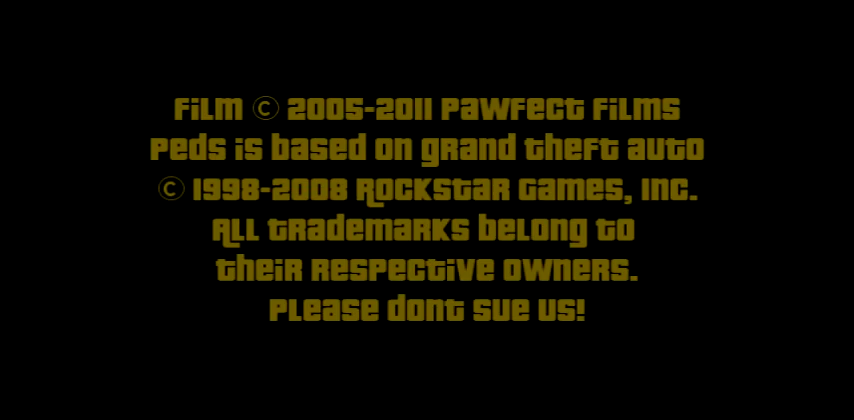 Film © 2005-2011 Pawfect Films
Peds is based on Grand Theft Auto
© 1998-2008 Rockstar Games, Inc.
All trademarks belong to
their respective owners.
Please dont sue us!